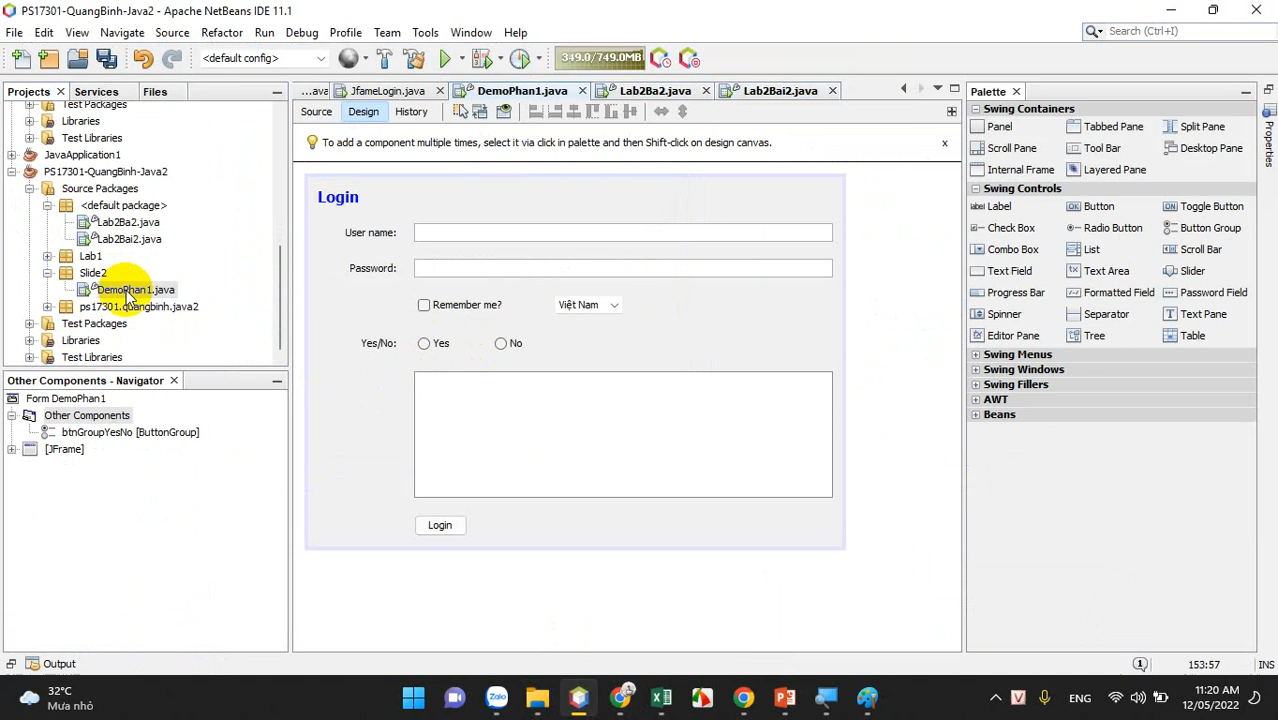 PS17301-QuangBinh-Java2 - Apache NetBeans IDE 11.1
File Edit View Navigate Source Refactor Run Debug Profile Team Tools Window Help
Search (Ctrl+I)
<default config>
349.0/749.0MB
Projects Services Files
Test Packages
Libraries
Test Libraries
JavaApplication1
PS17301-QuangBinh-Java2
Source Packages
<default package>
Lab2Ba2.java
Lab2Bai2.java
Lab1
Slide2
DemoPhan1.java
ps17301.quangbinh.java2
Test Packages
Libraries
Test Libraries
Other Components - Navigator
Form DemoPhan1
Other Components
btnGroupYesNo [ButtonGroup]
[JFrame]
Output
...ava JfameLogin.java DemoPhan1.java Lab2Ba2.java Lab2Bai2.java
Source Design History
To add a component multiple times, select it via click in palette and then Shift-click on design canvas. x
Login
User name:
Password:
Remember me? Việt Nam
Yes/No: Yes No
Login
Palette
Swing Containers
Panel Tabbed Pane Split Pane
Scroll Pane Tool Bar Desktop Pane
Internal Frame Layered Pane
Swing Controls
label Label OK Button ON Toggle Button
Check Box Radio Button Button Group
Combo Box List Scroll Bar
Text Field Text Area Slider
Progress Bar Formatted Field Password Field
Spinner Separator Text Pane
Editor Pane Tree Table
Swing Menus
Swing Windows
Swing Fillers
AWT
Beans
Properties
1 153:57 INS
32°C
Mưa nhỏ
ENG
11:20 AM
12/05/2022